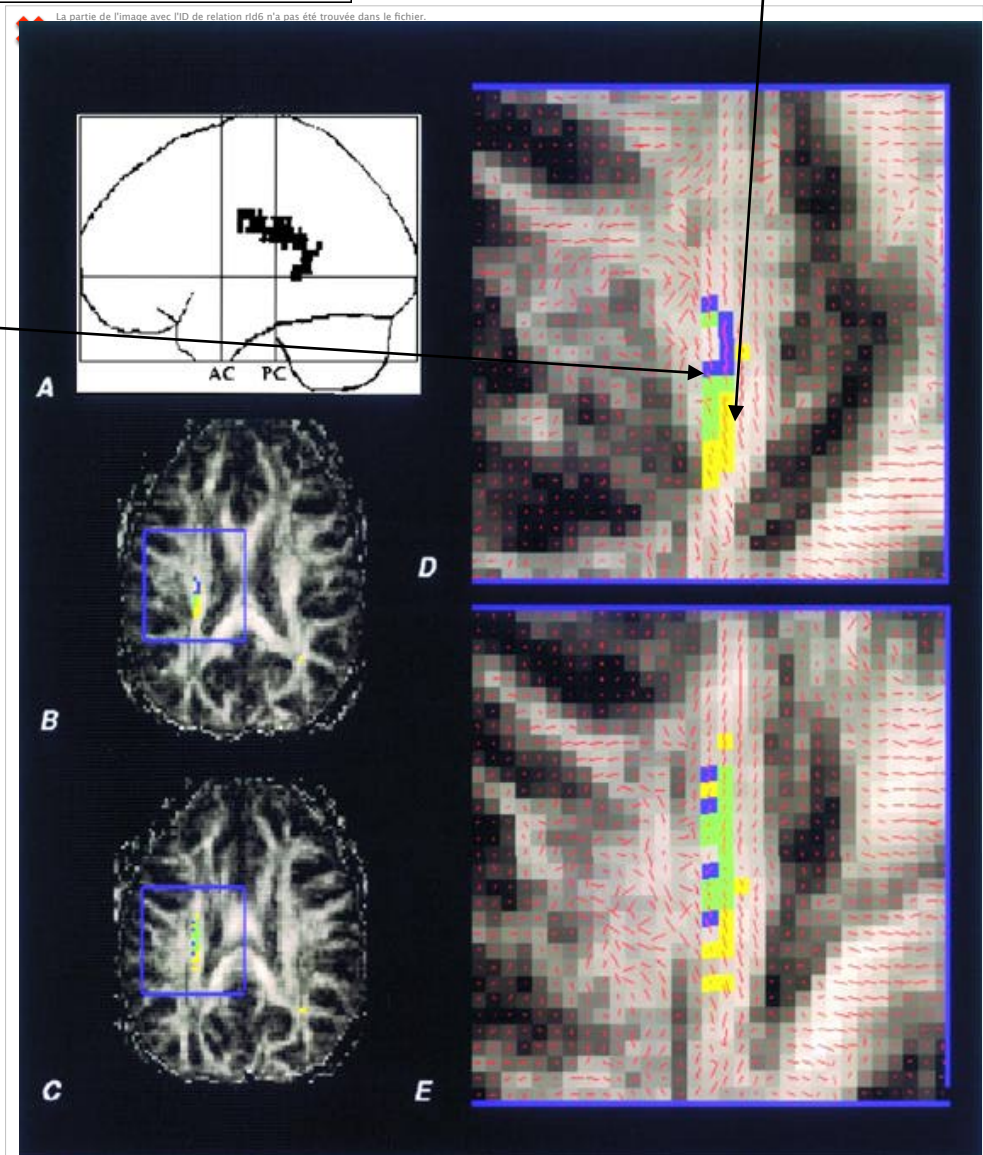 La partie de l'image avec l'ID de relation rId6 n'a pas été trouvée dans le fichier.
AC PC
A
B
C
D
E